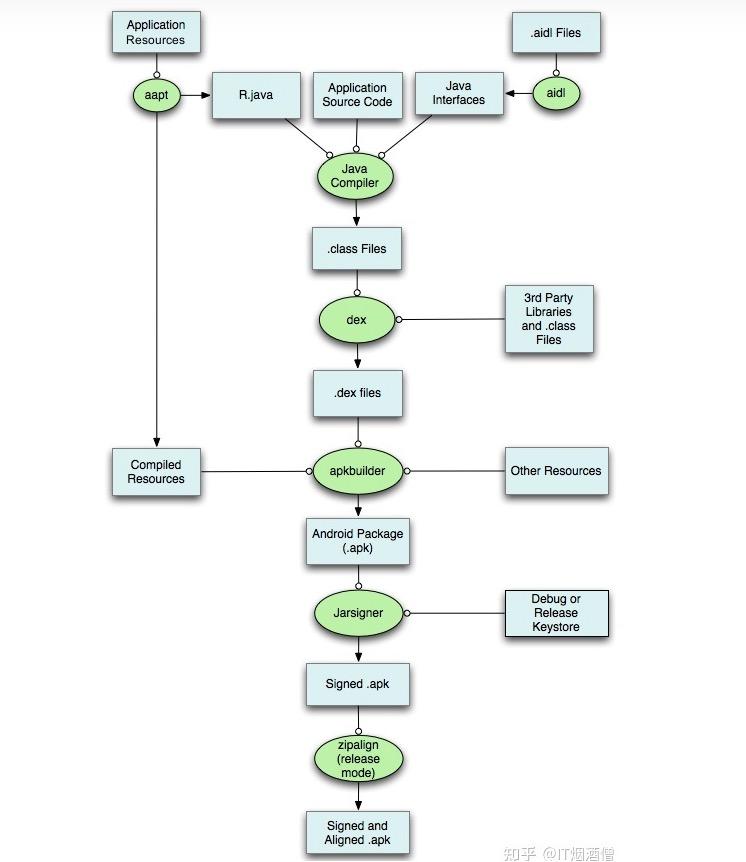 Application
Resources
.aidl Files
aapt
R.java
Application
Source Code
Java
Interfaces
aidl
Java
Compiler
.class Files
dex
3rd Party
Libraries
and .class
Files
.dex files
Compiled
Resources
apkbuilder
Other Resources
Android Package
(.apk)
Jarsigner
Debug or
Release
Keystore
Signed .apk
zipalign
(release
mode)
Signed and
Aligned .apk
知乎 @IT烟酒僧